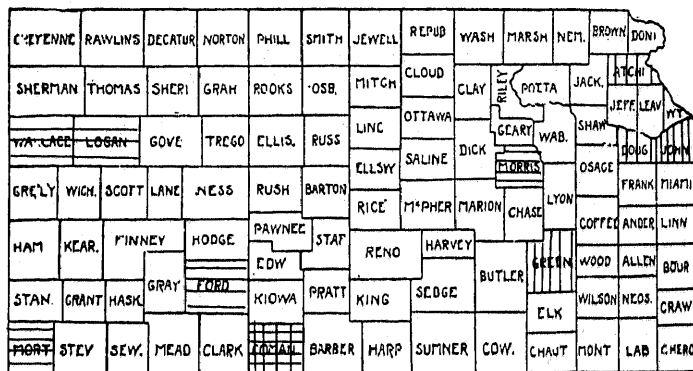 CHEYENNE RAWLINS DECATUR NORTON PHILL SMITH JEWELL REPUB WASH MARSH NEM. BROWN DONI
SHERMAN THOMAS SHERI GRAH ROOKS OSB. MITCH CLOUD CLAY RILEY POTTA JACK. ATCHI
OTTAWA JEFF. LEAV WY
WALLACE LOGAN GOVE TREGO ELLIS. RUSS LINC GEARY WAB. SHAW DOUG JOHN
ELLSW SALINE DICK MORRIS OSAGE
GRE'LY WICH. SCOTT LANE NESS RUSH BARTON FRANK MIAMI
RICE McPHER MARION CHASE LYON
HAM KEAR. FINNEY HODGE PAWNEE STAF COFFEE ANDER LINN
EDW RENO HARVEY BUTLER GREEN WOOD ALLEN BOUR
STAN. GRANT HASK. GRAY FORD KIOWA PRATT KING SEDGE WILSON NEOS. CRAW
ELK
MORT STEV SEW. MEAD CLARK COMAN. BARBER HARP SUMNER COW. CHAUT MONT LAB CHERO